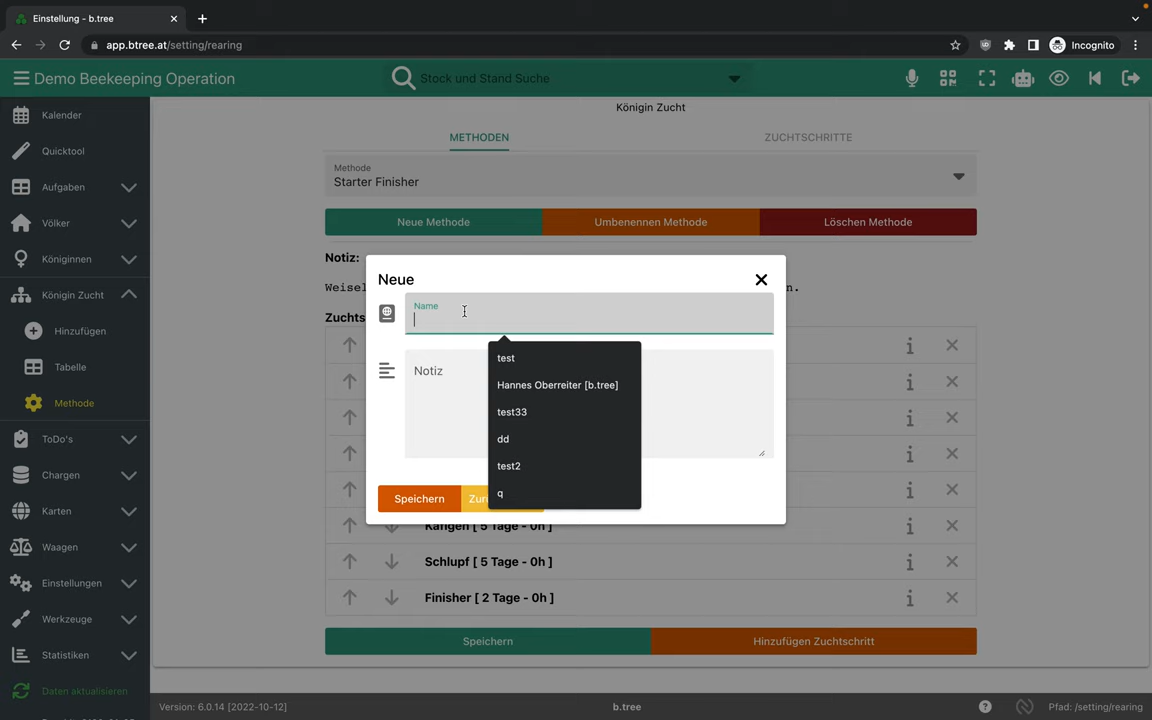 Einstellung - b.tree
app.btree.at/setting/rearing
Incognito
Demo Beekeeping Operation
Stock und Stand Suche
Kalender
Quicktool
Aufgaben
Völker
Königinnen
Königin Zucht
Hinzufügen
Tabelle
Methode
ToDo's
Chargen
Karten
Waagen
Einstellungen
Werkzeuge
Statistiken
Daten aktualisieren
Königin Zucht
METHODEN
ZUCHTSCHRITTE
Methode
Starter Finisher
Neue Methode
Umbenennen Methode
Löschen Methode
Notiz:
Weisel
n.
Zuchts
Neue
Name
Notiz
test
Hannes Oberreiter [b.tree]
test33
dd
test2
q
Speichern
Zur
[ 5 Tage - 0h ]
Schlupf [ 5 Tage - 0h ]
Finisher [ 2 Tage - 0h ]
Speichern
Hinzufügen Zuchtschritt
Version: 6.0.14 [2022-10-12]
b.tree
Pfad: /setting/rearing